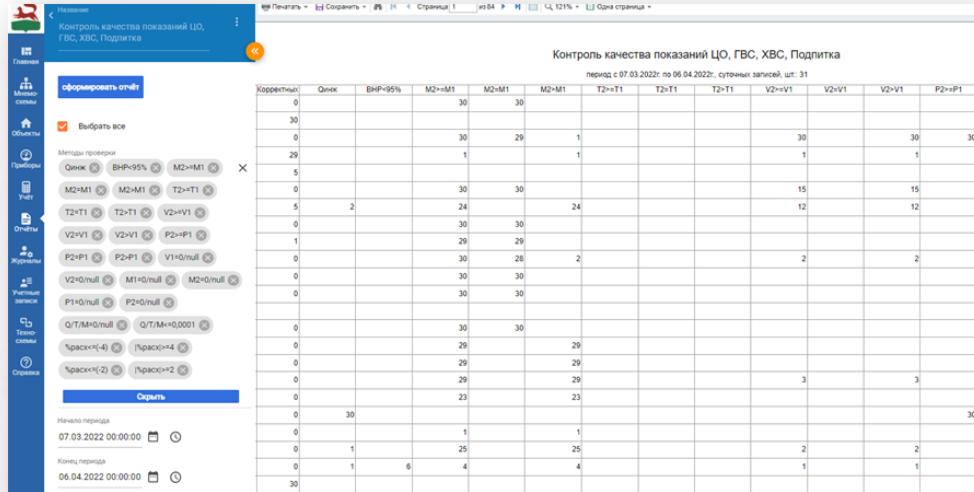 Название
Контроль качества показаний ЦО,
ГВС, ХВС, Подпитка
Главная
Мнемо-
схемы
Объекты
Приборы
Учёт
Отчёты
Журналы
Учетные
записи
Техно-
схемы
Справка
сформировать отчёт
Выбрать все
Методы проверки
Qинж ВНР<95% M2>=M1
M2=M1 M2>M1 T2>=T1
T2=T1 T2>T1 V2>=V1
V2=V1 V2>V1 P2>=P1
P2=P1 P2>P1 V1=0/null
V2=0/null M1=0/null M2=0/null
P1=0/null P2=0/null
Q/T/M=0/null Q/T/M<=0,0001
%расх<=(-4) |%расх|>=4
%расх<=(-2) |%расх|>=2
Скрыть
Начало периода
07.03.2022 00:00:00
Конец периода
06.04.2022 00:00:00
Печатать Сохранить Страница 1 из 84 121% Одна страница
Контроль качества показаний ЦО, ГВС, ХВС, Подпитка
период с 07.03.2022г. по 06.04.2022г., суточных записей, шт.: 31
Корректных Qинж ВНР<95% M2>=M1 M2=M1 M2>M1 T2>=T1 T2=T1 T2>T1 V2>=V1 V2=V1 V2>V1 P2>=P1
0 30 30
30
0 30 29 1 30 30 30
29 1 1 1 1
5
0 30 30 15 15
5 2 24 24 12 12
0 30 30
1 29 29
0 30 28 2 2 2
0 30 30
0 30 30
0 30 30
0 29 29
0 29 29
0 29 29 3 3
0 23 23
0 30 30
0 1 1
0 1 25 25 2 2
0 1 6 4 4 1 1
30